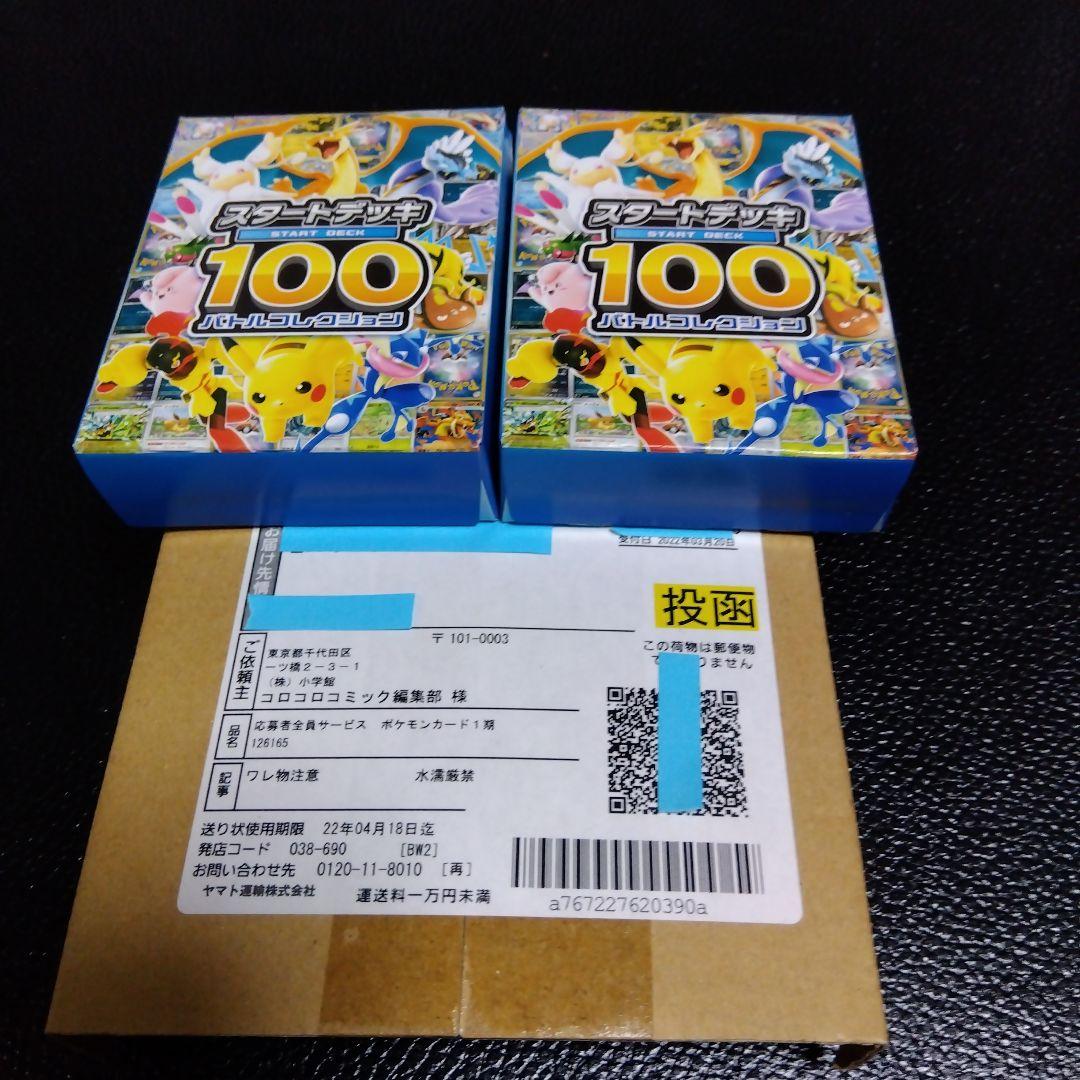 スタートデッキ
START DECK
100
バトルコレクション
スタートデッキ
START DECK
100
バトルコレクション
お届け先情
受付日 2022年03月20日
投函
〒101-0003
この荷物は郵便物
りません
ご依頼主
東京都千代田区
一ツ橋2-3-1
(株)小学館
コロコロコミック編集部 様
品名
応募者全員サービス ポケモンカード1期
126165
記事
ワレ物注意 水濡厳禁
送り状使用期限 22年04月18日迄
発店コード 038-690 [BW2]
お問い合わせ先 0120-11-8010 [再]
ヤマト運輸株式会社 運送料一万円未満
a767227620390a